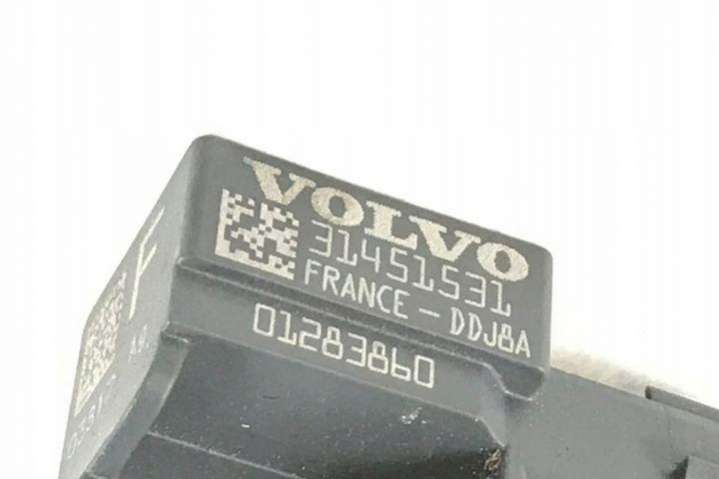 VOLVO
31451531
FRANCE - DDJ8A
01283860
F